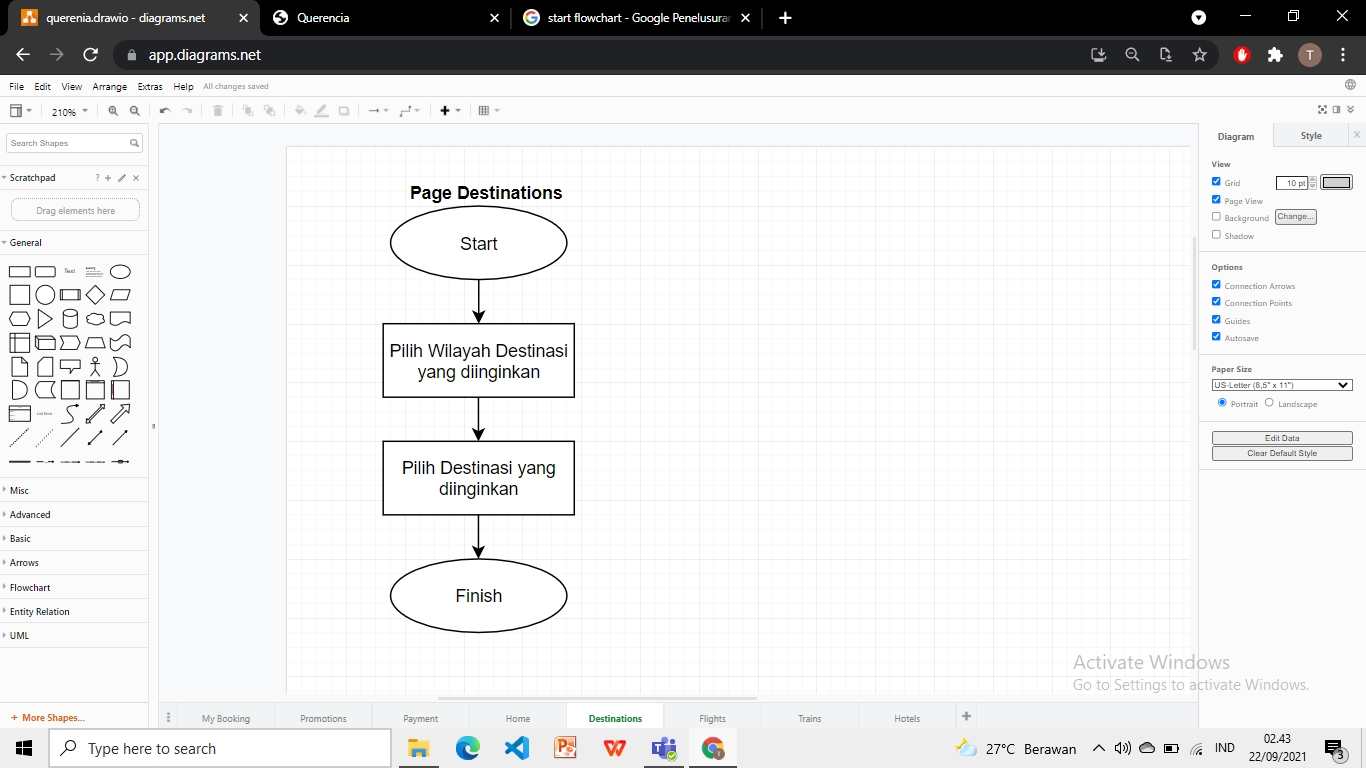 querenia.drawio - diagrams.net
Querencia
start flowchart - Google Penelusuran
app.diagrams.net
T
File Edit View Arrange Extras Help All changes saved
210%
Search Shapes
Scratchpad
?
Drag elements here
General
Text
Misc
Advanced
Basic
Arrows
Flowchart
Entity Relation
UML
+ More Shapes...
Page Destinations
Start
Pilih Wilayah Destinasi
yang diinginkan
Pilih Destinasi yang
diinginkan
Finish
Diagram Style
View
Grid 10 pt
Page View
Background Change...
Shadow
Options
Connection Arrows
Connection Points
Guides
Autosave
Paper Size
US-Letter (8,5" x 11")
Portrait Landscape
Edit Data
Clear Default Style
Activate Windows
Go to Settings to activate Windows.
My Booking Promotions Payment Home Destinations Flights Trains Hotels
Type here to search
27°C Berawan
IND
02.43
22/09/2021
3